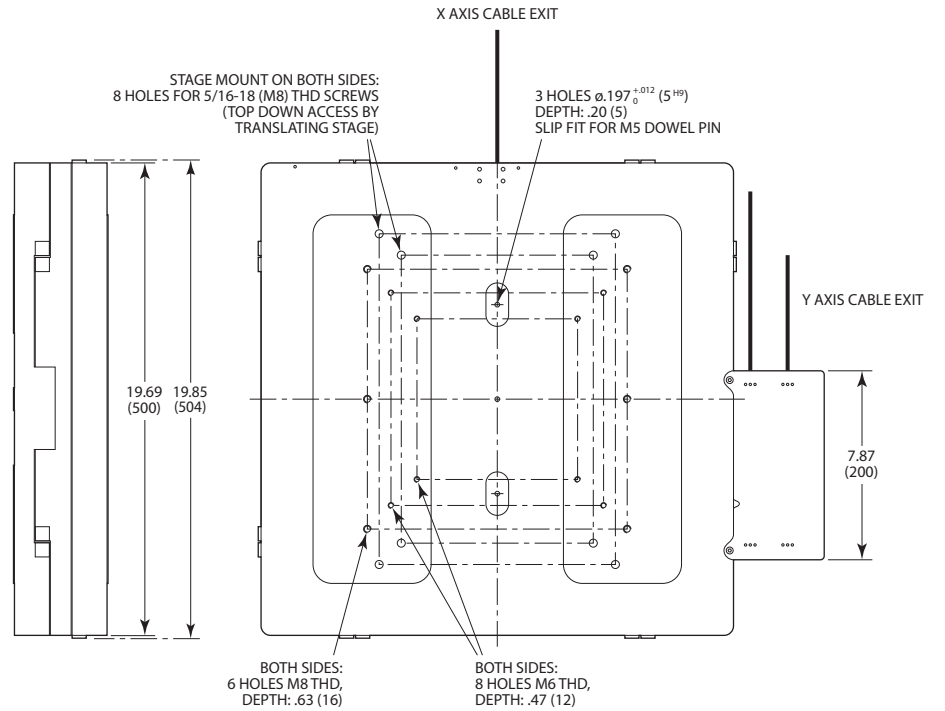 X AXIS CABLE EXIT
STAGE MOUNT ON BOTH SIDES:
8 HOLES FOR 5/16-18 (M8) THD SCREWS
(TOP DOWN ACCESS BY
TRANSLATING STAGE)
3 HOLES ø.197 +.012 0 (5 H9)
DEPTH: .20 (5)
SLIP FIT FOR M5 DOWEL PIN
Y AXIS CABLE EXIT
19.69
(500)
19.85
(504)
7.87
(200)
BOTH SIDES:
6 HOLES M8 THD,
DEPTH: .63 (16)
BOTH SIDES:
8 HOLES M6 THD,
DEPTH: .47 (12)